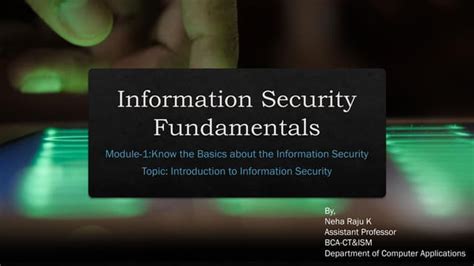 Information Security
Fundamentals
Module-1:Know the Basics about the Information Security
Topic: Introduction to Information Security
By,
Neha Raju K
Assistant Professor
BCA-CT&ISM
Department of Computer Applications